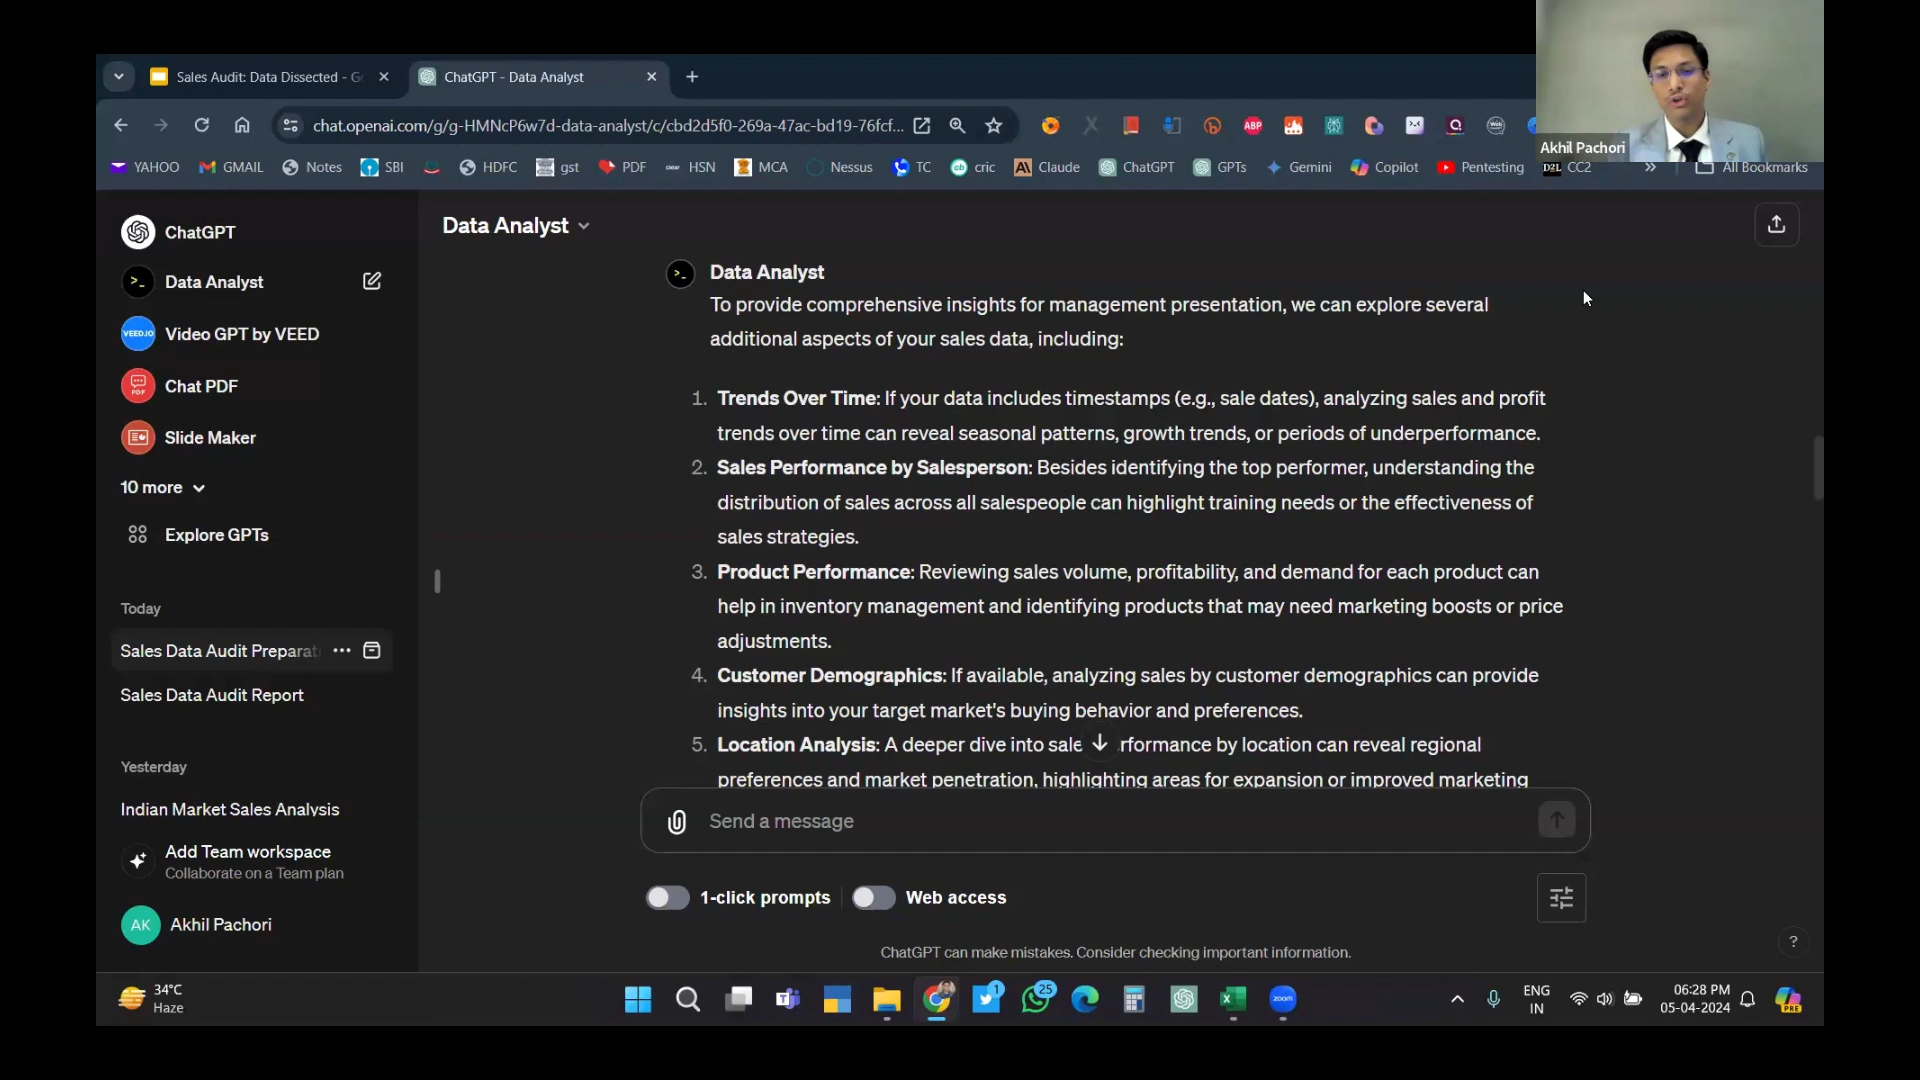 Sales Audit: Data Dissected - Go
ChatGPT - Data Analyst
chat.openai.com/g/g-HMNcP6w7d-data-analyst/c/cbd2d5f0-269a-47ac-bd19-76fcf...
ABP
Akhil Pachori
YAHOO
GMAIL
Notes
SBI
HDFC
gst
PDF
HSN
MCA
Nessus
TC
cric
Claude
ChatGPT
GPTs
Gemini
Copilot
Pentesting
CC2
All Bookmarks
ChatGPT
Data Analyst
Data Analyst
VEED.IO
Video GPT by VEED
PDF
Chat PDF
Slide Maker
10 more
Explore GPTs
Today
Sales Data Audit Preparat
Sales Data Audit Report
Yesterday
Indian Market Sales Analysis
Add Team workspace
Collaborate on a Team plan
AK
Akhil Pachori
Data Analyst
To provide comprehensive insights for management presentation, we can explore several
additional aspects of your sales data, including:
1. Trends Over Time: If your data includes timestamps (e.g., sale dates), analyzing sales and profit
trends over time can reveal seasonal patterns, growth trends, or periods of underperformance.
2. Sales Performance by Salesperson: Besides identifying the top performer, understanding the
distribution of sales across all salespeople can highlight training needs or the effectiveness of
sales strategies.
3. Product Performance: Reviewing sales volume, profitability, and demand for each product can
help in inventory management and identifying products that may need marketing boosts or price
adjustments.
4. Customer Demographics: If available, analyzing sales by customer demographics can provide
insights into your target market's buying behavior and preferences.
5. Location Analysis: A deeper dive into sale rformance by location can reveal regional
preferences and market penetration, highlighting areas for expansion or improved marketing
Send a message
1-click prompts
Web access
ChatGPT can make mistakes. Consider checking important information.
?
34°C
Haze
1
25
zoom
ENG
IN
06:28 PM
05-04-2024
PRE